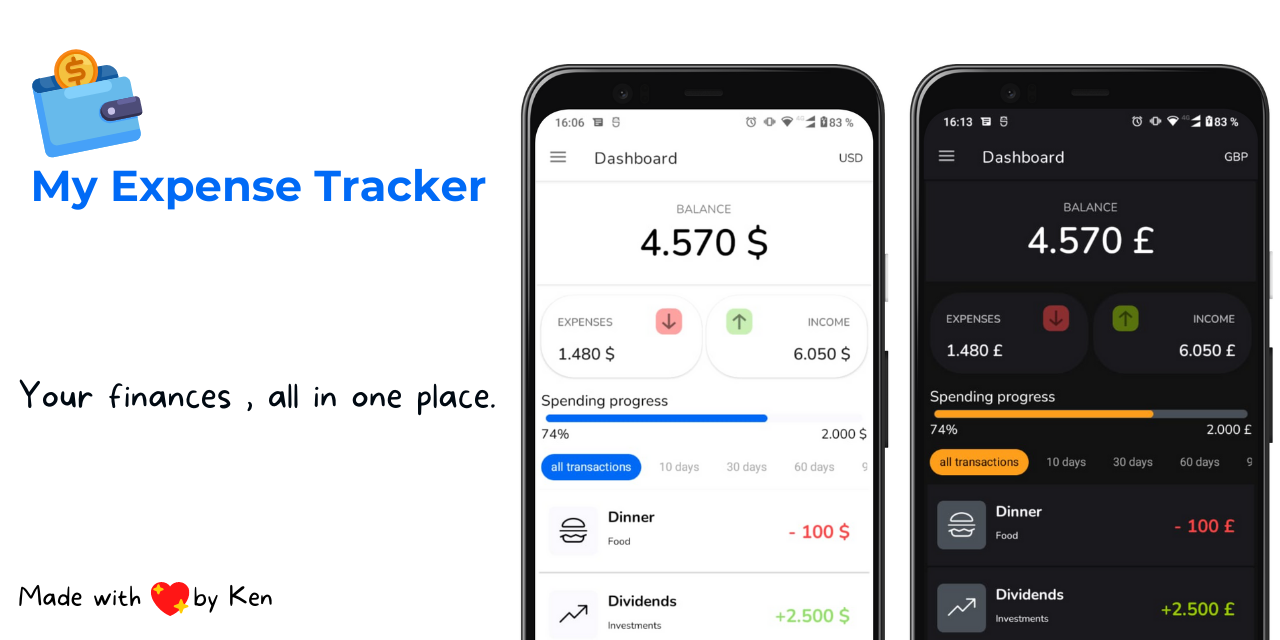 My Expense Tracker
Your finances , all in one place.
Made with by Ken
16:06 83 %
Dashboard USD
BALANCE
4.570 $
EXPENSES INCOME
1.480 $ 6.050 $
Spending progress
74% 2.000 $
all transactions 10 days 30 days 60 days 9
Dinner
Food
- 100 $
Dividends
Investments
+2.500 $
16:13 4G 83 %
Dashboard GBP
BALANCE
4.570 £
EXPENSES INCOME
1.480 £ 6.050 £
Spending progress
74% 2.000 £
all transactions 10 days 30 days 60 days 9
Dinner
Food
- 100 £
Dividends
Investments
+2.500 £